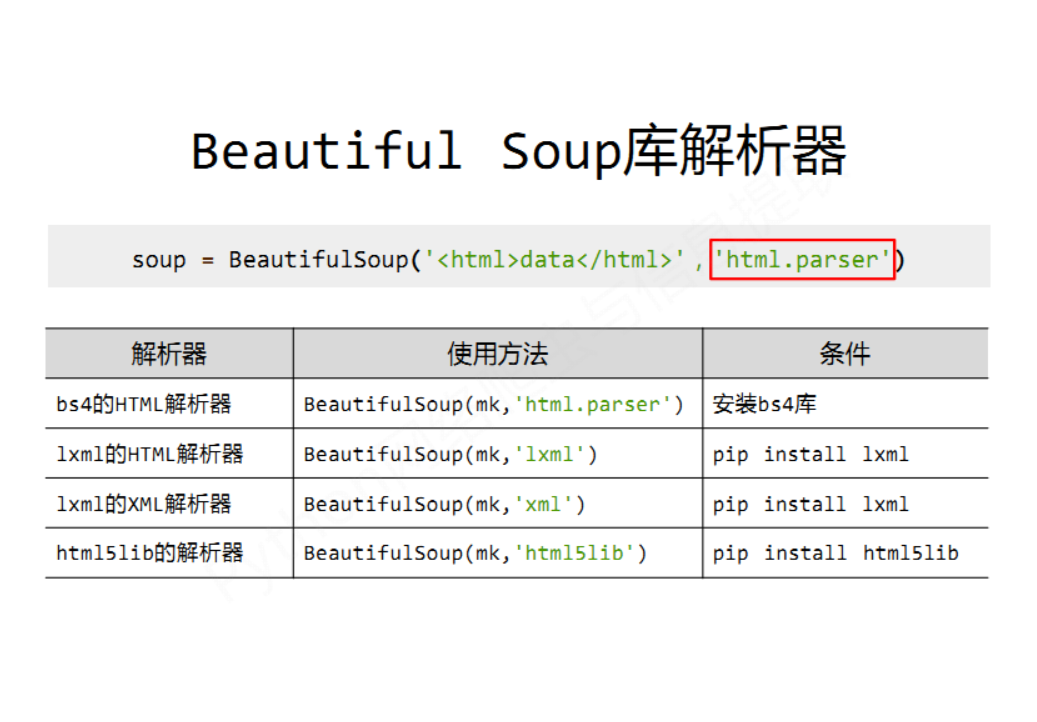 Beautiful Soup库解析器
soup = BeautifulSoup('<html>data</html>','html.parser')
解析器 使用方法 条件
bs4的HTML解析器 BeautifulSoup(mk,'html.parser') 安装bs4库
lxml的HTML解析器 BeautifulSoup(mk,'lxml') pip install lxml
lxml的XML解析器 BeautifulSoup(mk,'xml') pip install lxml
html5lib的解析器 BeautifulSoup(mk,'html5lib') pip install html5lib